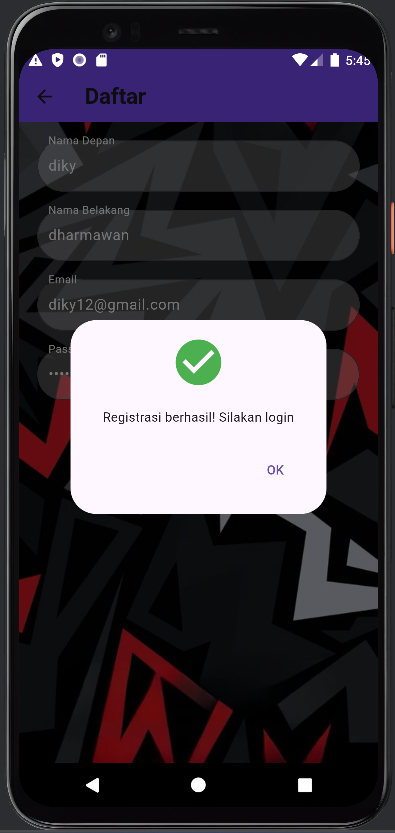 5:45
Daftar
Nama Depan
diky
Nama Belakang
dharmawan
Email
diky12@gmail.com
Pass
••••
Registrasi berhasil! Silakan login
OK